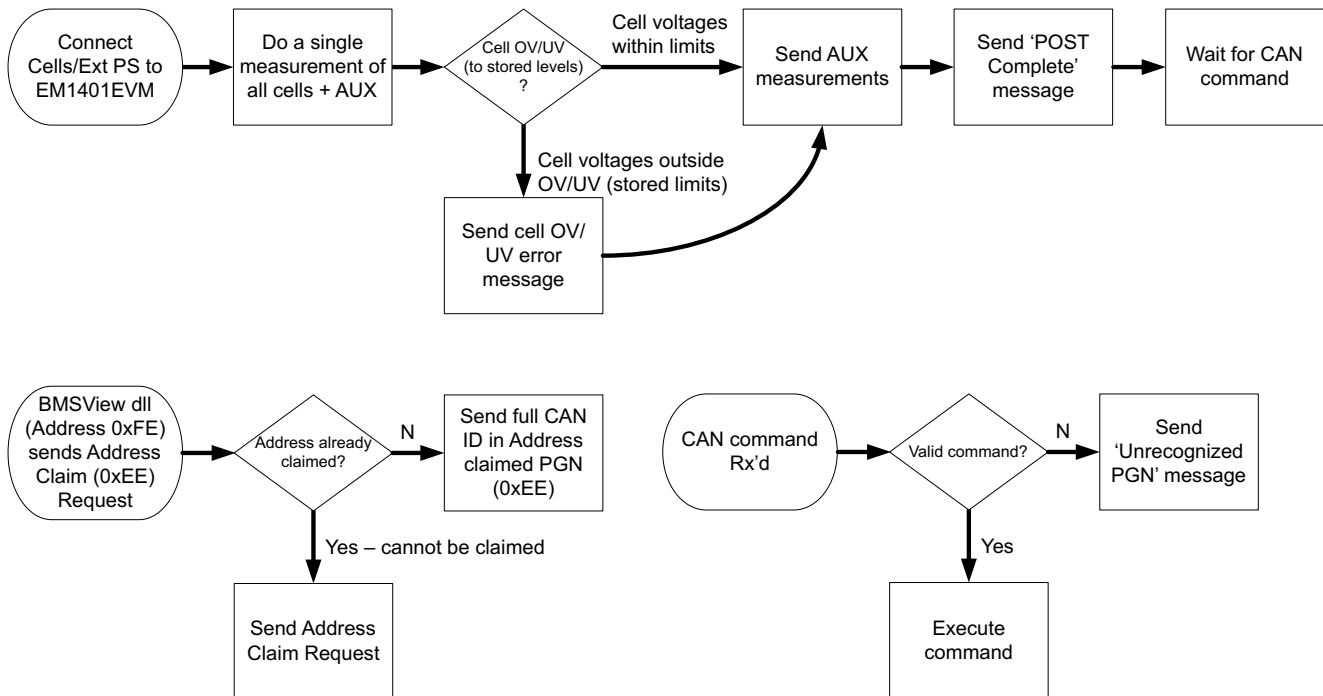 Connect
Cells/Ext PS to
EM1401EVM
Do a single
measurement of
all cells + AUX
Cell OV/UV
(to stored levels)
?
Cell voltages
within limits
Send AUX
measurements
Send ‘POST
Complete’
message
Wait for CAN
command
Cell voltages outside
OV/UV (stored limits)
Send cell OV/
UV error
message
BMSView dll
(Address 0xFE)
sends Address
Claim (0xEE)
Request
Address already
claimed?
N
Send full CAN
ID in Address
claimed PGN
(0xEE)
Yes – cannot be claimed
Send Address
Claim Request
CAN command
Rx’d
Valid command?
N
Send
‘Unrecognized
PGN’ message
Yes
Execute
command